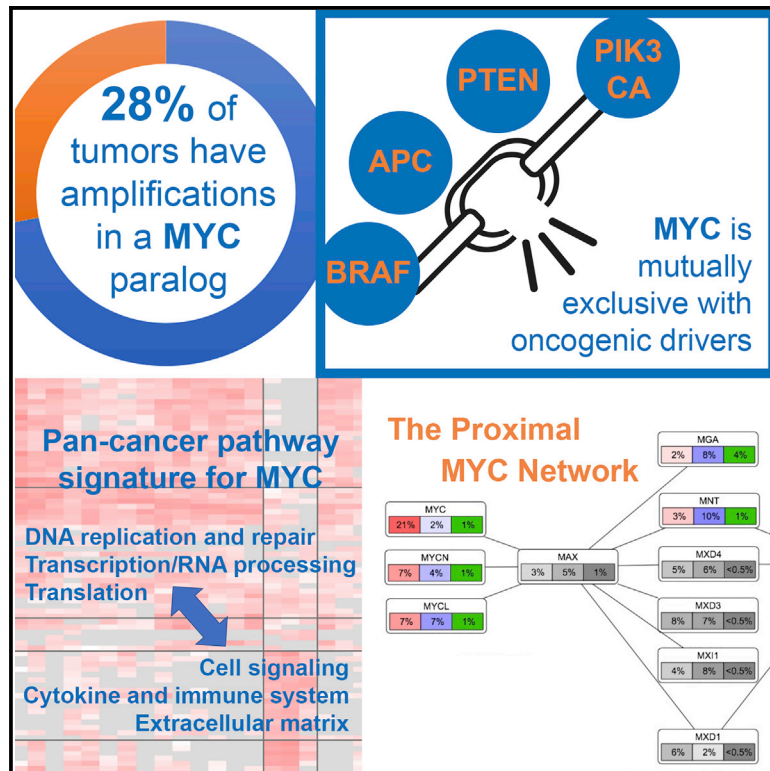 28% of
tumors have
amplifications
in a MYC
paralog
PTEN
PIK3
CA
APC
BRAF
MYC is
mutually
exclusive with
oncogenic drivers
Pan-cancer pathway
signature for MYC
DNA replication and repair
Transcription/RNA processing
Translation
Cell signaling
Cytokine and immune system
Extracellular matrix
The Proximal
MYC Network
MYC
21% 2% 1%
MYCN
7% 4% 1%
MYCL
7% 7% 1%
MAX
3% 5% 1%
MGA
2% 8% 4%
MNT
3% 10% 1%
MXD4
5% 6% <0.5%
MXD3
8% 7% <0.5%
MXI1
4% 8% <0.5%
MXD1
6% 2% <0.5%